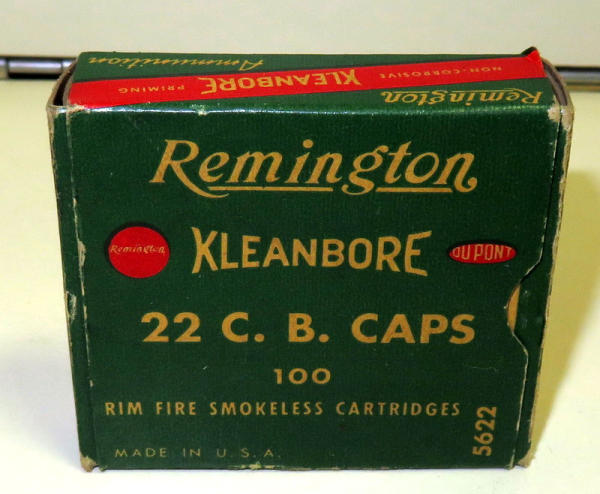 Ammunition
NON-CORROSIVE
KLEANBORE
PRIMING
Remington
Remington
Remington
KLEANBORE
DU PONT
22 C. B. CAPS
100
RIM FIRE SMOKELESS CARTRIDGES
5622
MADE IN U.S.A.